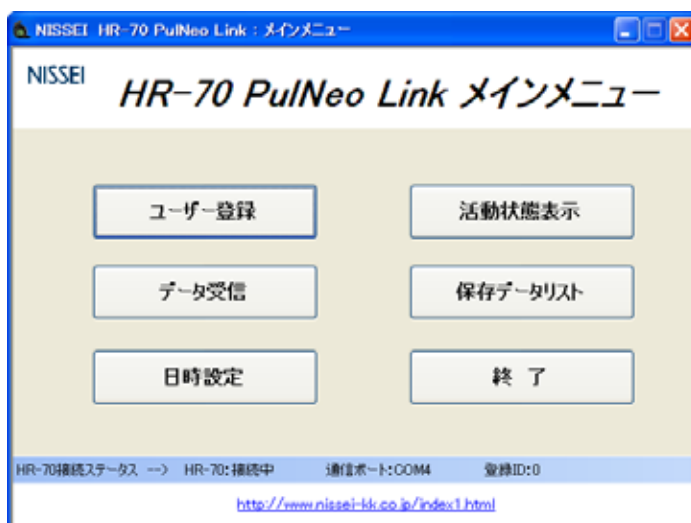 NISSEI HR-70 PulNeo Link : メインメニュー
NISSEI
HR-70 PulNeo Link メインメニュー
ユーザー登録 活動状態表示
データ受信 保存データリスト
日時設定 終 了
HR-70接続ステータス --> HR-70:接続中 通信ポート:COM4 登録ID:0
http://www.nissei-kk.co.jp/index1.html